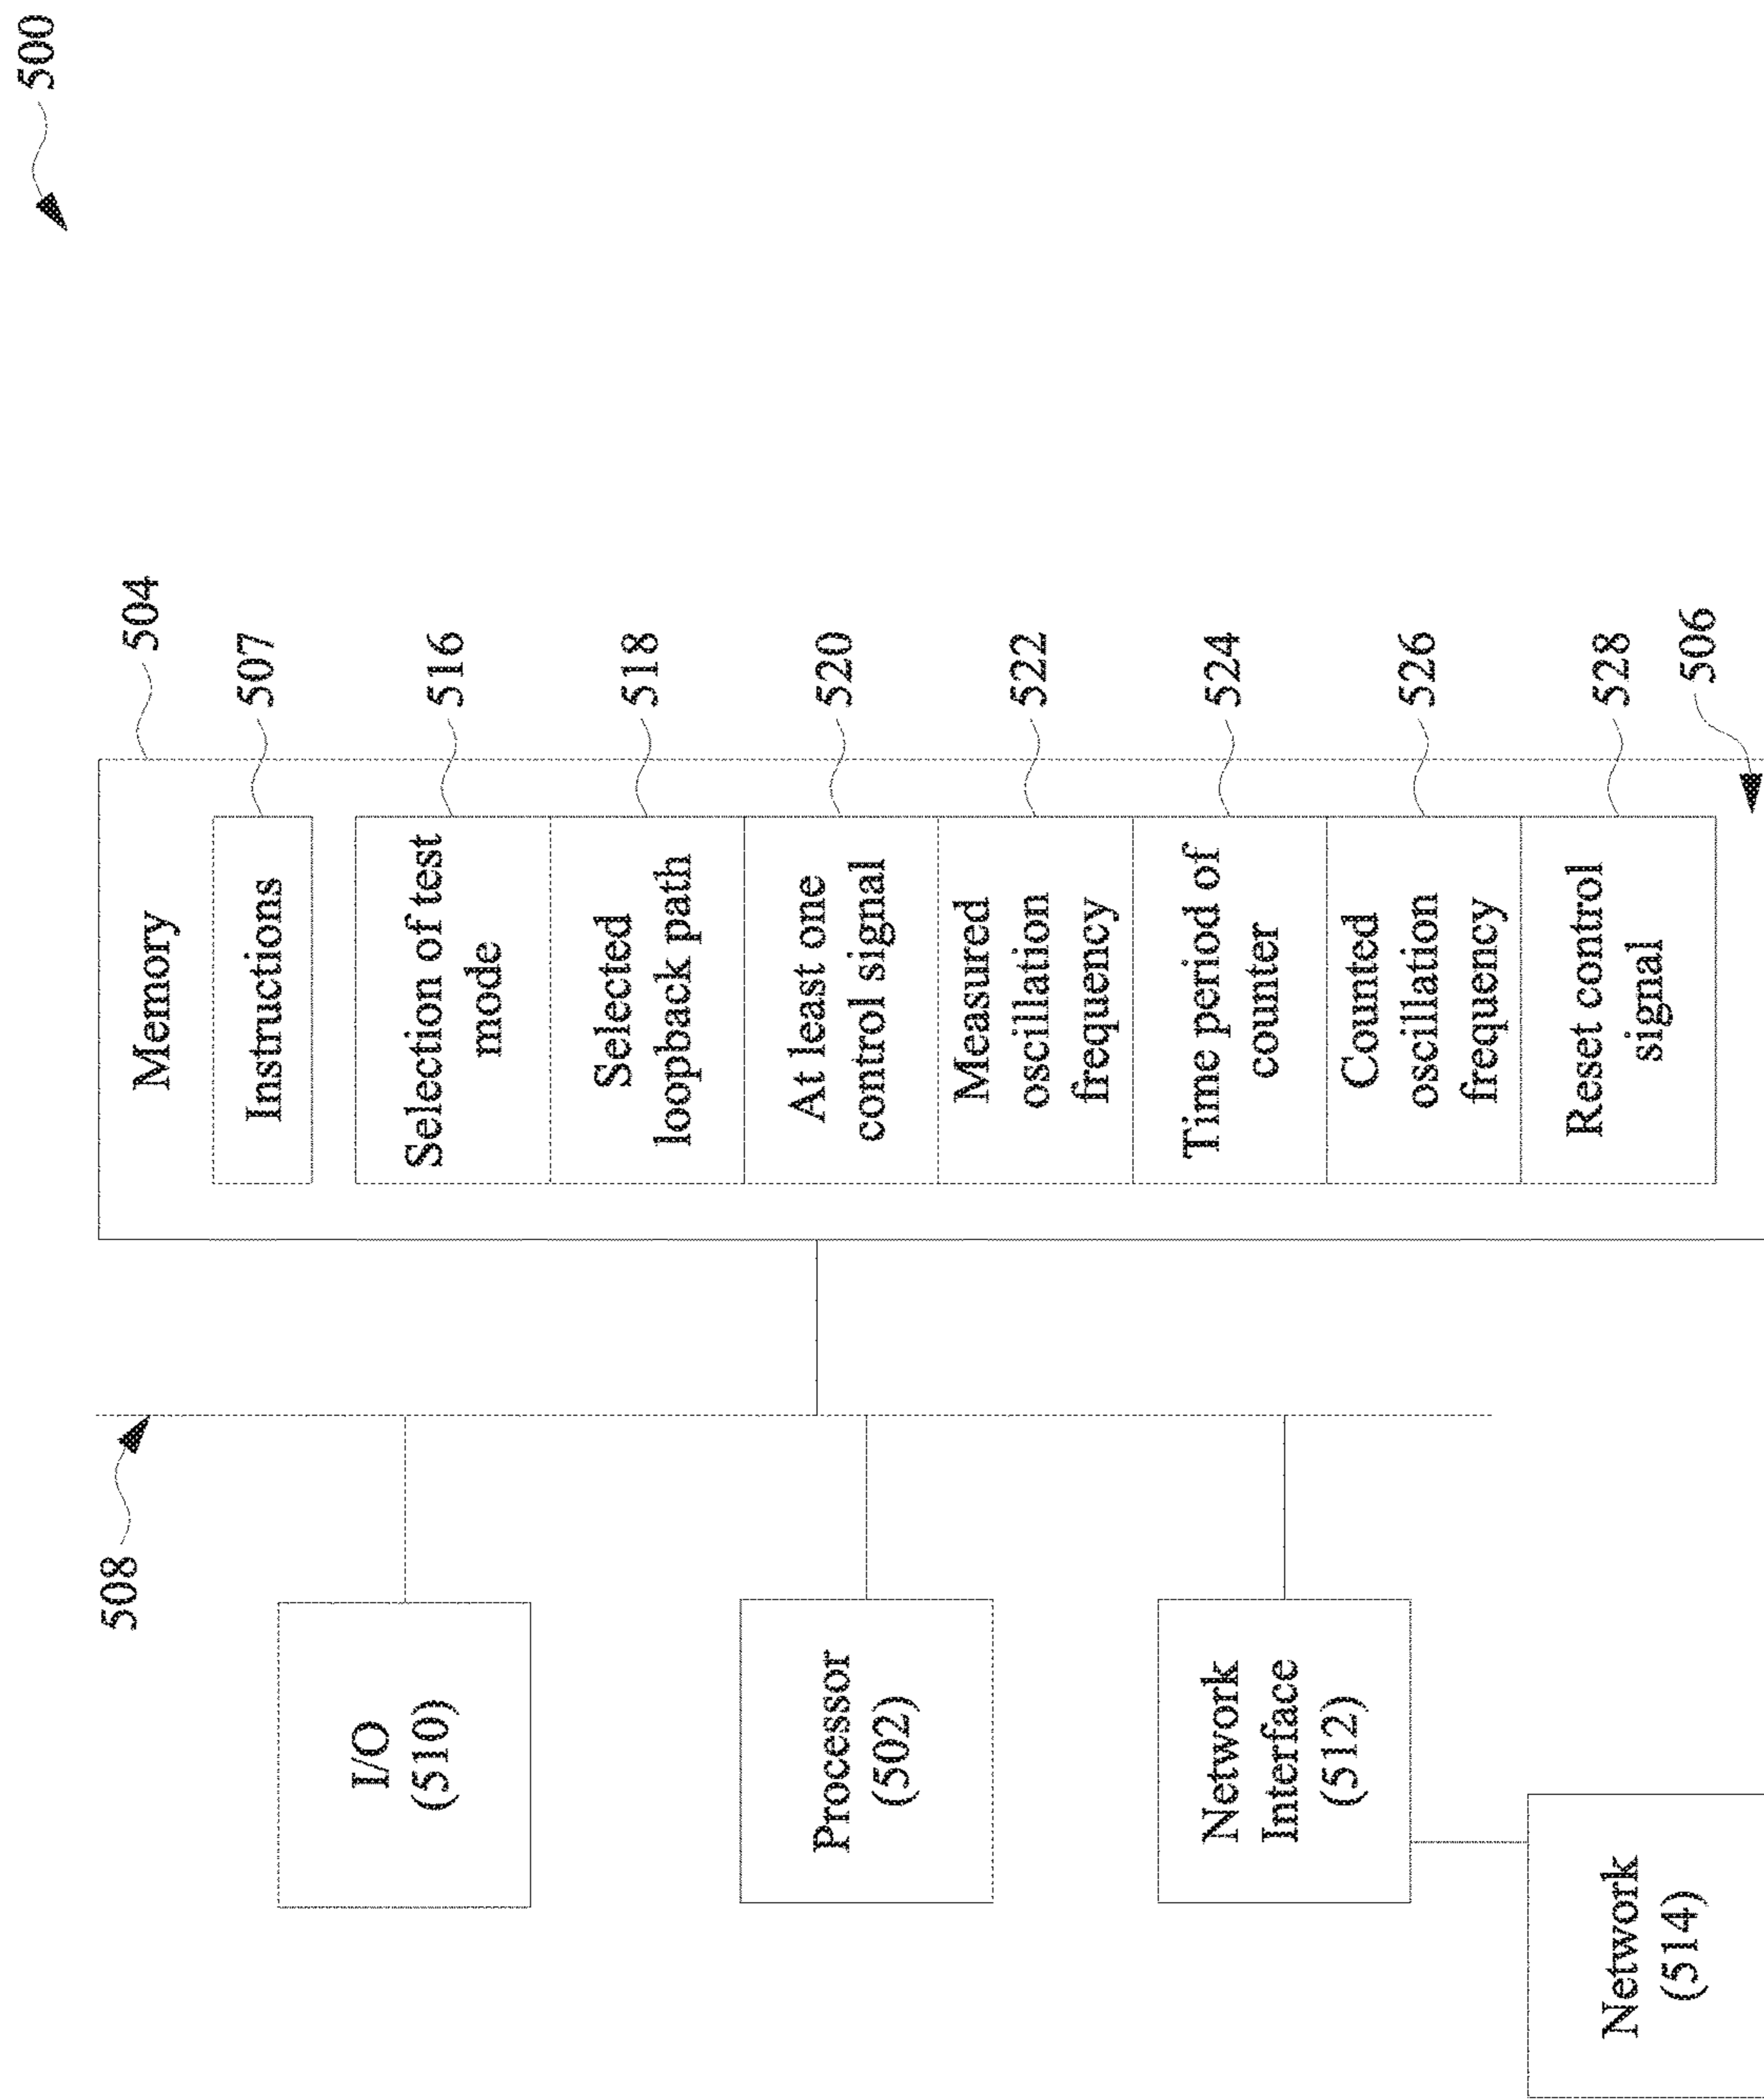 500
508
I/O
(510)
Processor
(502)
Network
Interface
(512)
Network
(514)
Memory
504
Instructions
507
Selection of test
mode
516
Selected
loopback path
518
At least one
control signal
520
Measured
oscillation
frequency
522
Time period of
counter
524
Counted
oscillation
frequency
526
Reset control
signal
528
506